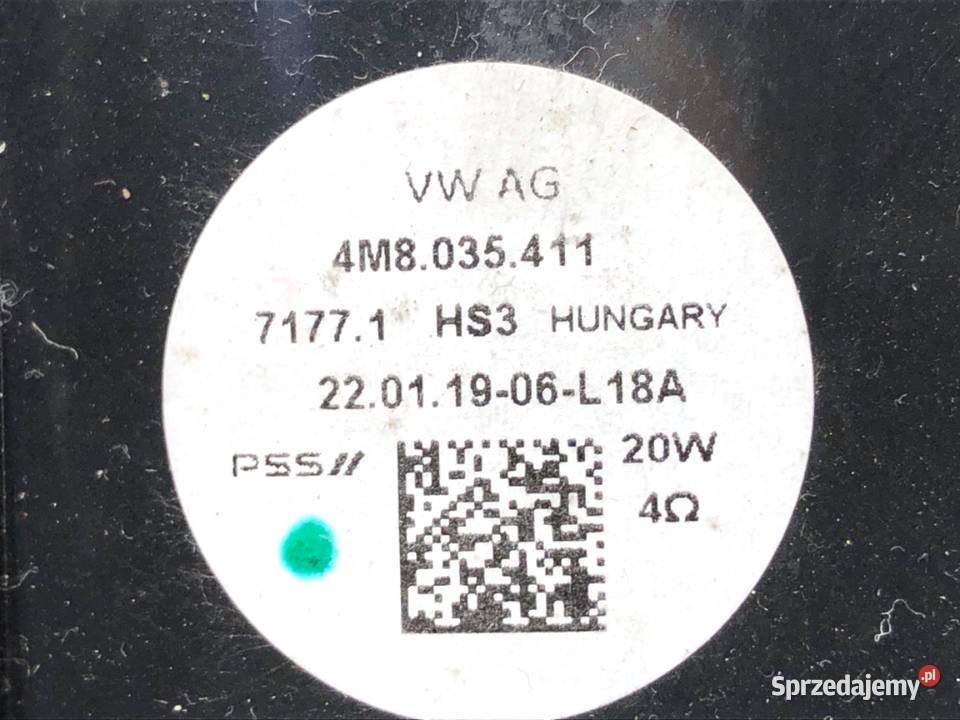 VW AG
4M8.035.411
7177.1 HS3 HUNGARY
22.01.19-06-L18A
PSS// 20W
4Ω
Sprzedajemy.pl